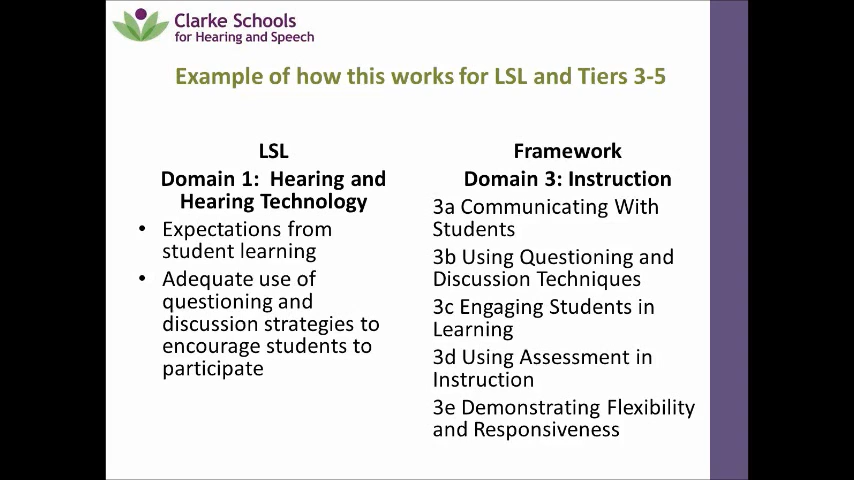 Clarke Schools
for Hearing and Speech
Example of how this works for LSL and Tiers 3-5
LSL
Domain 1: Hearing and
Hearing Technology
• Expectations from
student learning
• Adequate use of
questioning and
discussion strategies to
encourage students to
participate
Framework
Domain 3: Instruction
3a Communicating With
Students
3b Using Questioning and
Discussion Techniques
3c Engaging Students in
Learning
3d Using Assessment in
Instruction
3e Demonstrating Flexibility
and Responsiveness